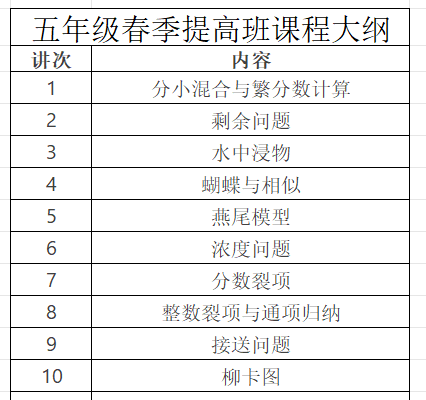 五年级春季提高班课程大纲
讲次 内容
1 分小混合与繁分数计算
2 剩余问题
3 水中浸物
4 蝴蝶与相似
5 燕尾模型
6 浓度问题
7 分数裂项
8 整数裂项与通项归纳
9 接送问题
10 柳卡图